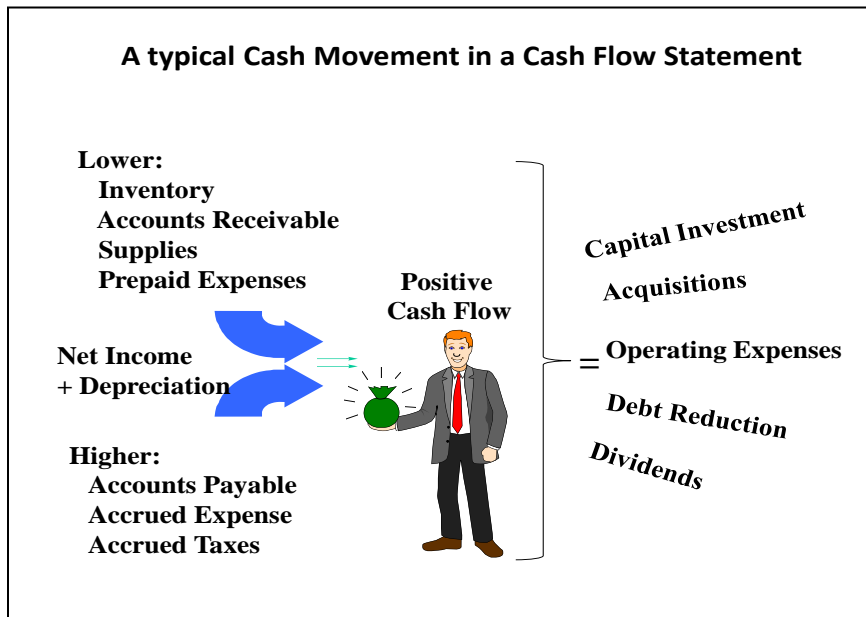 A typical Cash Movement in a Cash Flow Statement
Lower:
Inventory
Accounts Receivable
Supplies
Prepaid Expenses
Net Income
+ Depreciation
Higher:
Accounts Payable
Accrued Expense
Accrued Taxes
Positive
Cash Flow
=
Capital Investment
Acquisitions
Operating Expenses
Debt Reduction
Dividends